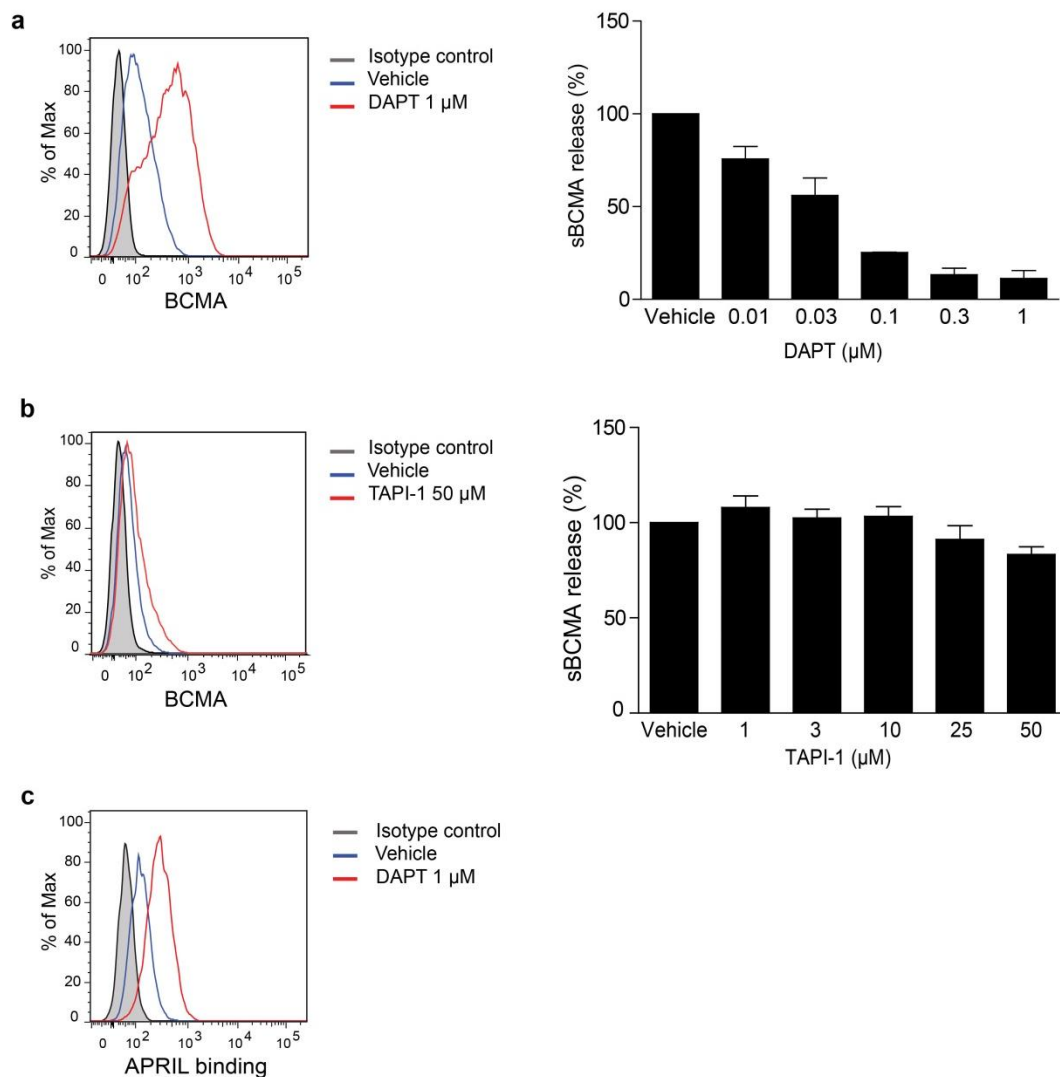 a
100
80
60
40
20
0
% of Max
0 10² 10³ 10⁴ 10⁵
BCMA
Isotype control
Vehicle
DAPT 1 µM
150
100
50
0
sBCMA release (%)
Vehicle 0.01 0.03 0.1 0.3 1
DAPT (µM)
b
100
80
60
40
20
0
% of Max
0 10² 10³ 10⁴ 10⁵
BCMA
Isotype control
Vehicle
TAPI-1 50 µM
150
100
50
0
sBCMA release (%)
Vehicle 1 3 10 25 50
TAPI-1 (µM)
c
100
80
60
40
20
0
% of Max
0 10² 10³ 10⁴ 10⁵
APRIL binding
Isotype control
Vehicle
DAPT 1 µM